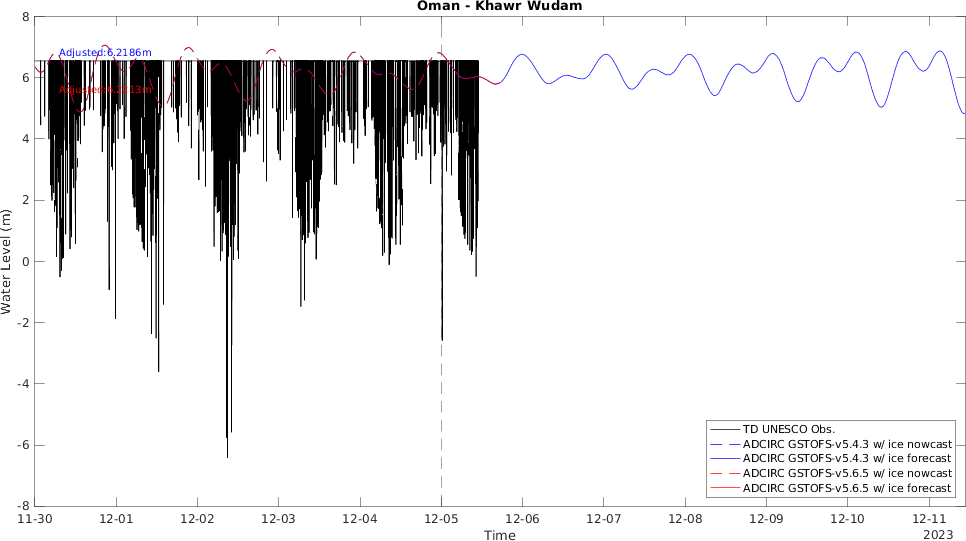 Oman - Khawr Wudam
8
6
4
2
0
-2
-4
-6
-8
Water Level (m)
Adjusted:6.2186m
TD UNESCO Obs.
ADCIRC GSTOFS-v5.4.3 w/ ice nowcast
ADCIRC GSTOFS-v5.4.3 w/ ice forecast
ADCIRC GSTOFS-v5.6.5 w/ ice nowcast
ADCIRC GSTOFS-v5.6.5 w/ ice forecast
11-30 12-01 12-02 12-03 12-04 12-05 12-06 12-07 12-08 12-09 12-10 12-11
2023
Time